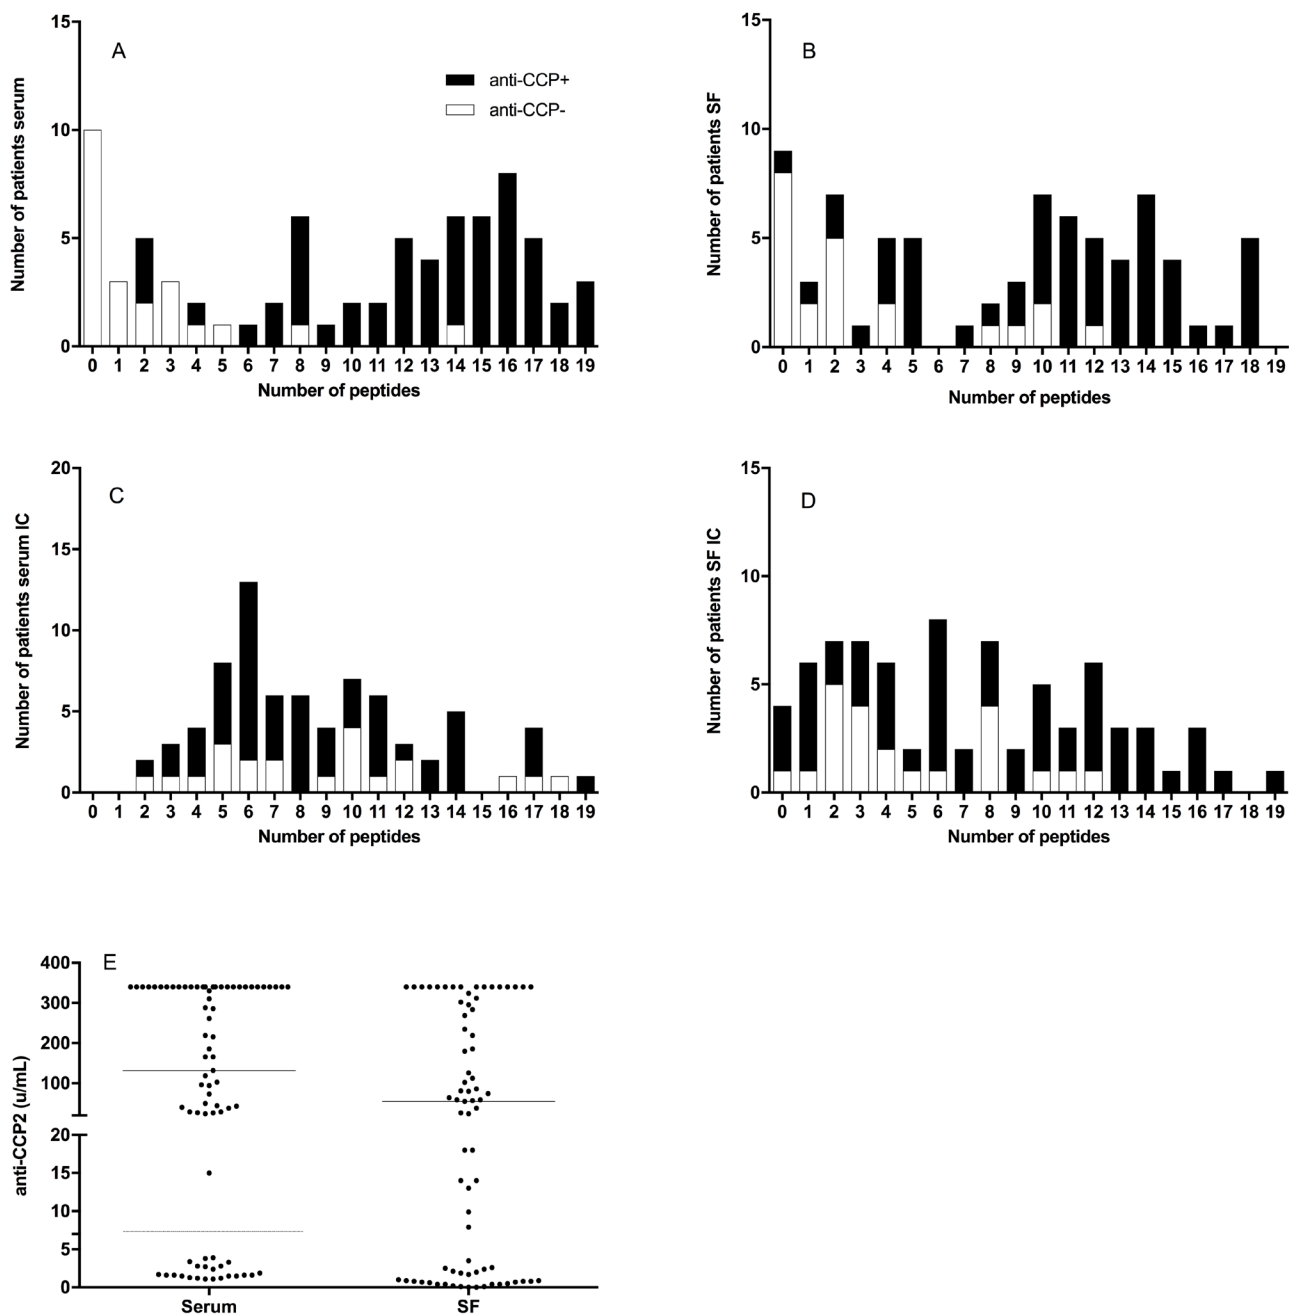 A
anti-CCP+
anti-CCP-
Number of patients serum
15
10
5
0
0 1 2 3 4 5 6 7 8 9 10 11 12 13 14 15 16 17 18 19
Number of peptides
B
Number of patients SF
15
10
5
0
0 1 2 3 4 5 6 7 8 9 10 11 12 13 14 15 16 17 18 19
Number of peptides
C
Number of patients serum IC
20
15
10
5
0
0 1 2 3 4 5 6 7 8 9 10 11 12 13 14 15 16 17 18 19
Number of peptides
D
Number of patients SF IC
15
10
5
0
0 1 2 3 4 5 6 7 8 9 10 11 12 13 14 15 16 17 18 19
Number of peptides
E
anti-CCP2 (u/mL)
400
300
200
100
20
15
10
5
0
Serum SF